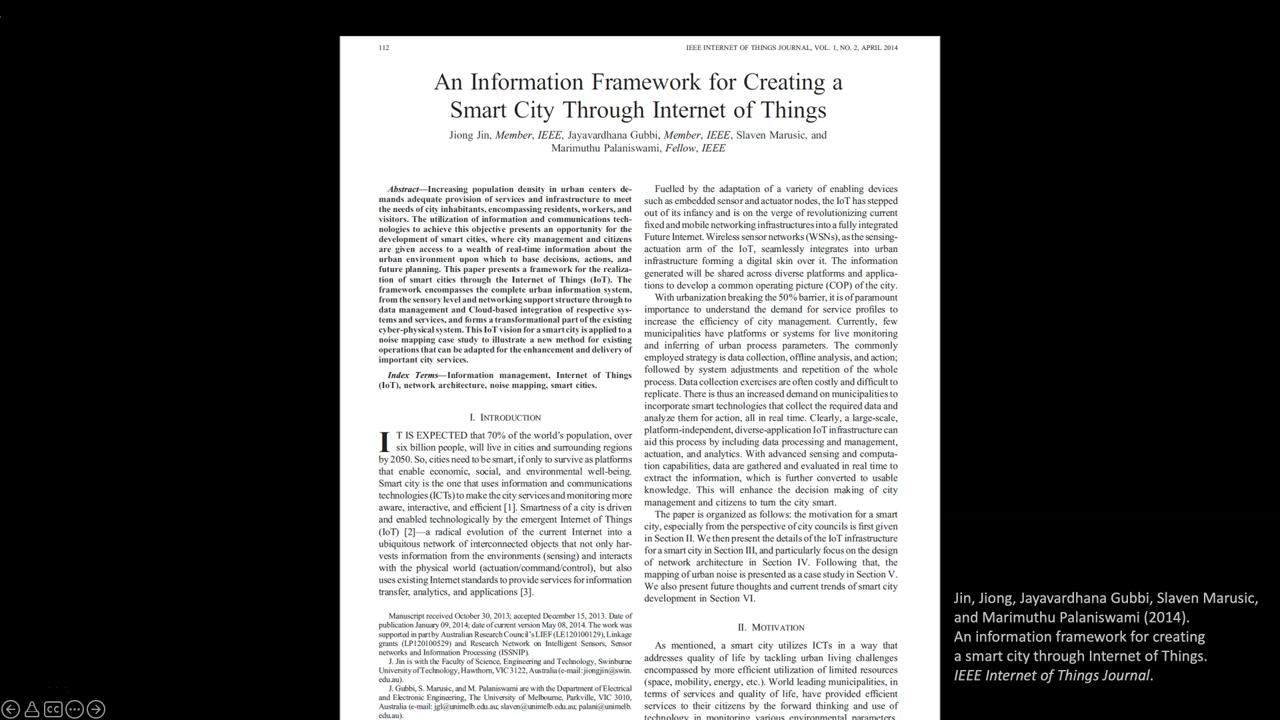 112
IEEE INTERNET OF THINGS JOURNAL, VOL. 1, NO. 2, APRIL 2014
An Information Framework for Creating a
Smart City Through Internet of Things
Jiong Jin, Member, IEEE, Jayavardhana Gubbi, Member, IEEE, Slaven Marusic, and
Marimuthu Palaniswami, Fellow, IEEE
Abstract—Increasing population density in urban centers de-
mands adequate provision of services and infrastructure to meet
the needs of city inhabitants, encompassing residents, workers, and
visitors. The utilization of information and communications tech-
nologies to achieve this objective presents an opportunity for the
development of smart cities, where city management and citizens
are given access to a wealth of real-time information about the
urban environment upon which to base decisions, actions, and
future planning. This paper presents a framework for the realiza-
tion of smart cities through the Internet of Things (IoT). The
framework encompasses the complete urban information system,
from the sensory level and networking support structure through to
data management and Cloud-based integration of respective sys-
tems and services, and forms a transformational part of the existing
cyber-physical system. This IoT vision for a smart city is applied to a
noise mapping case study to illustrate a new method for existing
operations that can be adapted for the enhancement and delivery of
important city services.
Index Terms—Information management, Internet of Things
(IoT), network architecture, noise mapping, smart cities.
I. INTRODUCTION
IT IS EXPECTED that 70% of the world's population, over
six billion people, will live in cities and surrounding regions
by 2050. So, cities need to be smart, if only to survive as platforms
that enable economic, social, and environmental well-being.
Smart city is the one that uses information and communications
technologies (ICTs) to make the city services and monitoring more
aware, interactive, and efficient [1]. Smartness of a city is driven
and enabled technologically by the emergent Internet of Things
(IoT) [2]—a radical evolution of the current Internet into a
ubiquitous network of interconnected objects that not only har-
vests information from the environments (sensing) and interacts
with the physical world (actuation/command/control), but also
uses existing Internet standards to provide services for information
transfer, analytics, and applications [3].
Manuscript received October 30, 2013; accepted December 15, 2013. Date of
publication January 09, 2014; date of current version May 08, 2014. The work was
supported in part by Australian Research Council's LIEF (LE120100129), Linkage
grants (LP120100529) and Research Network on Intelligent Sensors, Sensor
networks and Information Processing (ISSNIP).
J. Jin is with the Faculty of Science, Engineering and Technology, Swinburne
University of Technology, Hawthorn, VIC 3122, Australia (e-mail: jiongjin@swin.
edu.au).
J. Gubbi, S. Marusic, and M. Palaniswami are with the Department of Electrical
and Electronic Engineering, The University of Melbourne, Parkville, VIC 3010,
Australia (e-mail: jgl@unimelb.edu.au; slaven@unimelb.edu.au; palani@unimelb.
edu.au).
Fuelled by the adaptation of a variety of enabling devices
such as embedded sensor and actuator nodes, the IoT has stepped
out of its infancy and is on the verge of revolutionizing current
fixed and mobile networking infrastructures into a fully integrated
Future Internet. Wireless sensor networks (WSNs), as the sensing-
actuation arm of the IoT, seamlessly integrates into urban
infrastructure forming a digital skin over it. The information
generated will be shared across diverse platforms and applica-
tions to develop a common operating picture (COP) of the city.
With urbanization breaking the 50% barrier, it is of paramount
importance to understand the demand for service profiles to
increase the efficiency of city management. Currently, few
municipalities have platforms or systems for live monitoring
and inferring of urban process parameters. The commonly
employed strategy is data collection, offline analysis, and action;
followed by system adjustments and repetition of the whole
process. Data collection exercises are often costly and difficult to
replicate. There is thus an increased demand on municipalities to
incorporate smart technologies that collect the required data and
analyze them for action, all in real time. Clearly, a large-scale,
platform-independent, diverse-application IoT infrastructure can
aid this process by including data processing and management,
actuation, and analytics. With advanced sensing and computa-
tion capabilities, data are gathered and evaluated in real time to
extract the information, which is further converted to usable
knowledge. This will enhance the decision making of city
management and citizens to turn the city smart.
The paper is organized as follows: the motivation for a smart
city, especially from the perspective of city councils is first given
in Section II. We then present the details of the IoT infrastructure
for a smart city in Section III, and particularly focus on the design
of network architecture in Section IV. Following that, the
mapping of urban noise is presented as a case study in Section V.
We also present future thoughts and current trends of smart city
development in Section VI.
II. MOTIVATION
As mentioned, a smart city utilizes ICTs in a way that
addresses quality of life by tackling urban living challenges
encompassed by more efficient utilization of limited resources
(space, mobility, energy, etc.). World leading municipalities, in
terms of services and quality of life, have provided efficient
services to their citizens by the forward thinking and use of
technology in monitoring various environmental parameters.
Jin, Jiong, Jayavardhana Gubbi, Slaven Marusic,
and Marimuthu Palaniswami (2014).
An information framework for creating
a smart city through Internet of Things.
IEEE Internet of Things Journal.
CC